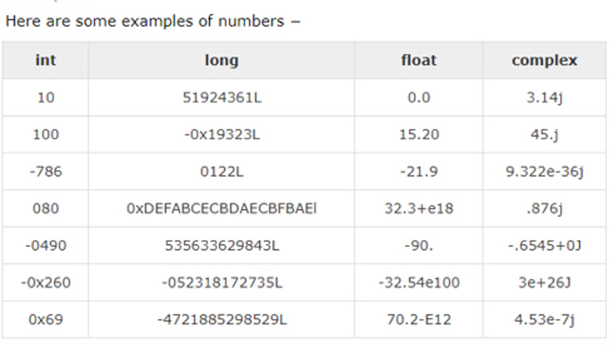 Here are some examples of numbers −
int long float complex
10 51924361L 0.0 3.14j
100 -0x19323L 15.20 45.j
-786 0122L -21.9 9.322e-36j
080 0xDEFABCECBDAECBFBAEl 32.3+e18 .876j
-0490 535633629843L -90. -.6545+0J
-0x260 -052318172735L -32.54e100 3e+26J
0x69 -4721885298529L 70.2-E12 4.53e-7j